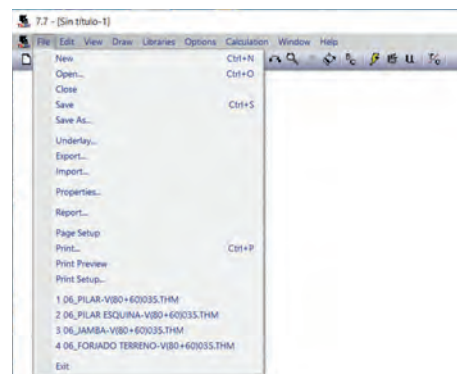 7.7 - [Sin título-1]
File Edit View Draw Libraries Options Calculation Window Help
New Ctrl+N
Open... Ctrl+O
Close
Save Ctrl+S
Save As...
Underlay...
Export...
Import...
Properties...
Report...
Page Setup
Print... Ctrl+P
Print Preview
Print Setup...
1 06_PILAR-V(80+60)035.THM
2 06_PILAR ESQUINA-V(80+60)035.THM
3 06_JAMBA-V(80+60)035.THM
4 06_FORJADO TERRENO-V(80+60)035.THM
Exit